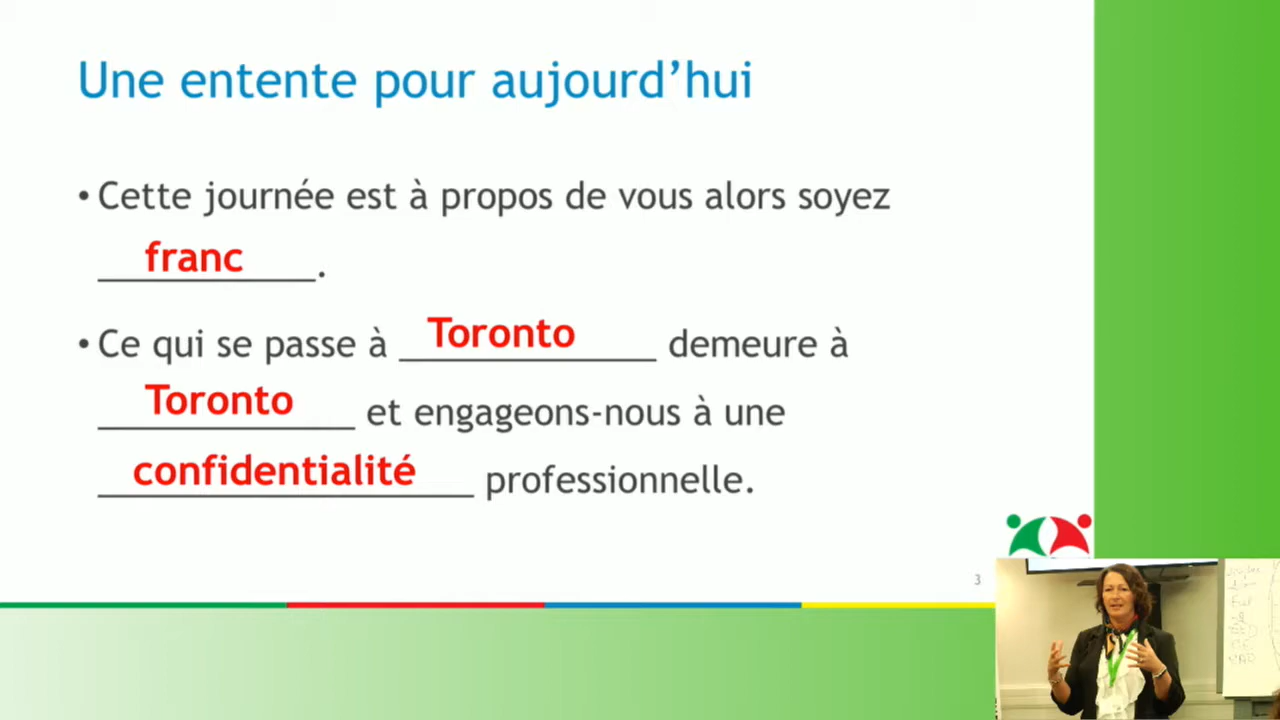 Une entente pour aujourd’hui
• Cette journée est à propos de vous alors soyez
franc.
• Ce qui se passe à Toronto demeure à
Toronto et engageons-nous à une
confidentialité professionnelle.
3